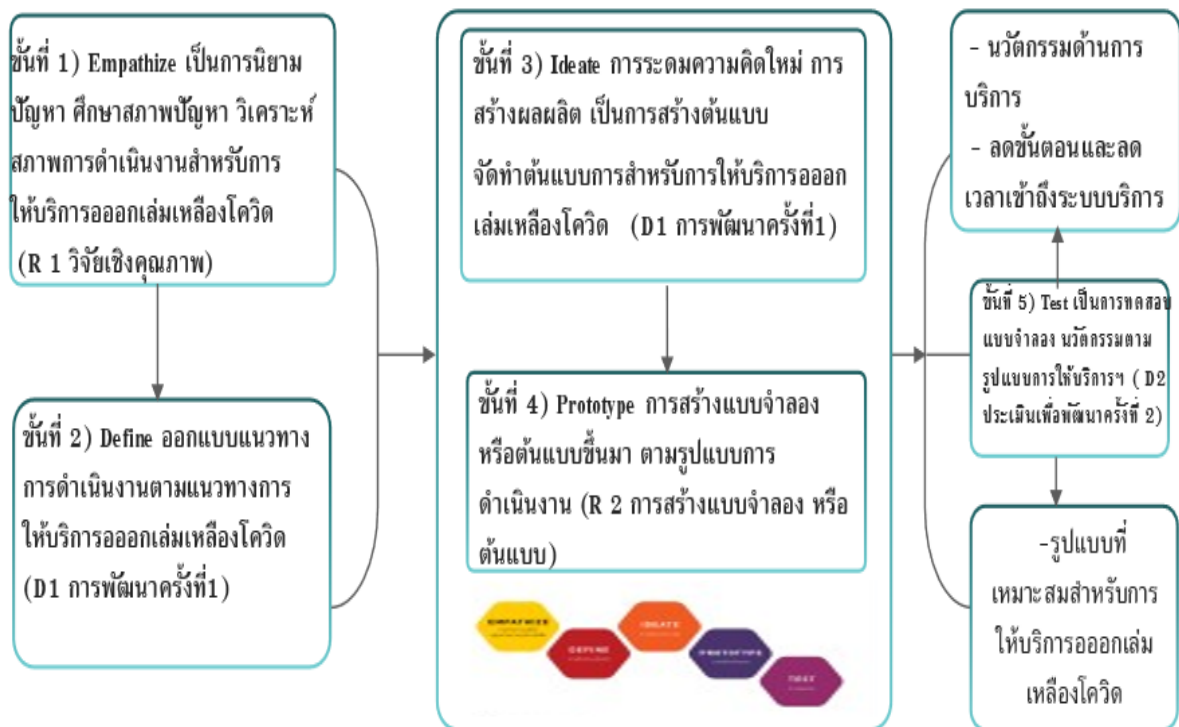 ขั้นที่ 1) Empathize เป็นการนิยาม
ปัญหา ศึกษาสภาพปัญหา วิเคราะห์
สภาพการดำเนินงานสำหรับการ
ให้บริการอออกเล่มเหลืองโควิด
(R 1 วิจัยเชิงคุณภาพ)
ขั้นที่ 2) Define ออกแบบแนวทาง
การดำเนินงานตามแนวทางการ
ให้บริการอออกเล่มเหลืองโควิด
(D1 การพัฒนาครั้งที่1)
ขั้นที่ 3) Ideate การระดมความคิดใหม่ การ
สร้างผลผลิต เป็นการสร้างต้นแบบ
จัดทำต้นแบบการสำหรับการให้บริการอออก
เล่มเหลืองโควิด (D1 การพัฒนาครั้งที่1)
ขั้นที่ 4) Prototype การสร้างแบบจำลอง
หรือต้นแบบขึ้นมา ตามรูปแบบการ
ดำเนินงาน (R 2 การสร้างแบบจำลอง หรือ
ต้นแบบ)
EMPATHIZE
DEFINE
IDEATE
PROTOTYPE
TEST
- นวัตกรรมด้านการ
บริการ
- ลดขั้นตอนและลด
เวลาเข้าถึงระบบบริการ
ขั้นที่ 5) Test เป็นการทดสอบ
แบบจำลอง นวัตกรรมตาม
รูปแบบการให้บริการฯ ( D2
ประเมินเพื่อพัฒนาครั้งที่ 2)
-รูปแบบที่
เหมาะสมสำหรับการ
ให้บริการอออกเล่ม
เหลืองโควิด